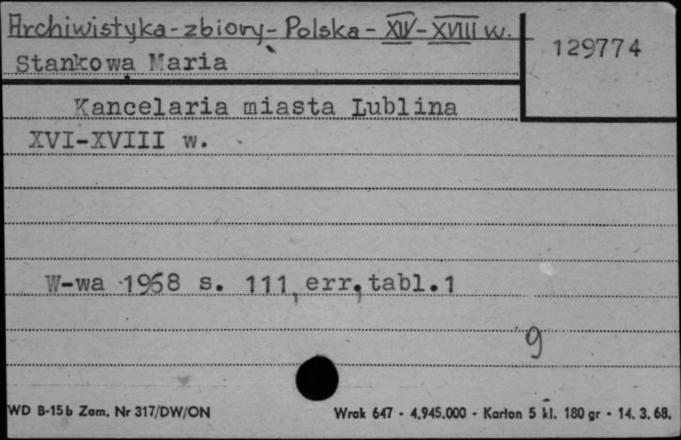 Archiwistyka-zbiory-Polska-XIV-XVIII w.
129774
Stankowa Maria
Kancelaria miasta Lublina
XVI-XVIII w.
W-wa 1968 s. 111, err., tabl.1
9
WD B-15b Zam. Nr 317/DW/ON
Wrak 647 - 4.945.000 - Karton 5 kl. 180 gr - 14. 3. 68.